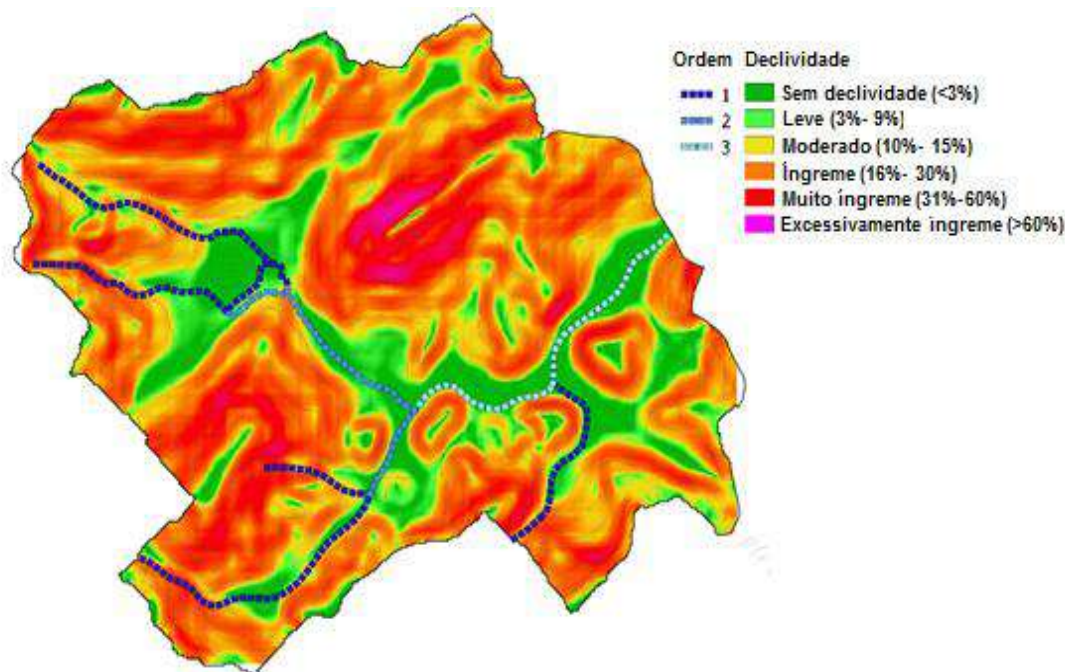 Ordem Declividade
1 Sem declividade (<3%)
2 Leve (3%- 9%)
3 Moderado (10%- 15%)
Íngreme (16%- 30%)
Muito íngreme (31%-60%)
Excessivamente ingreme (>60%)